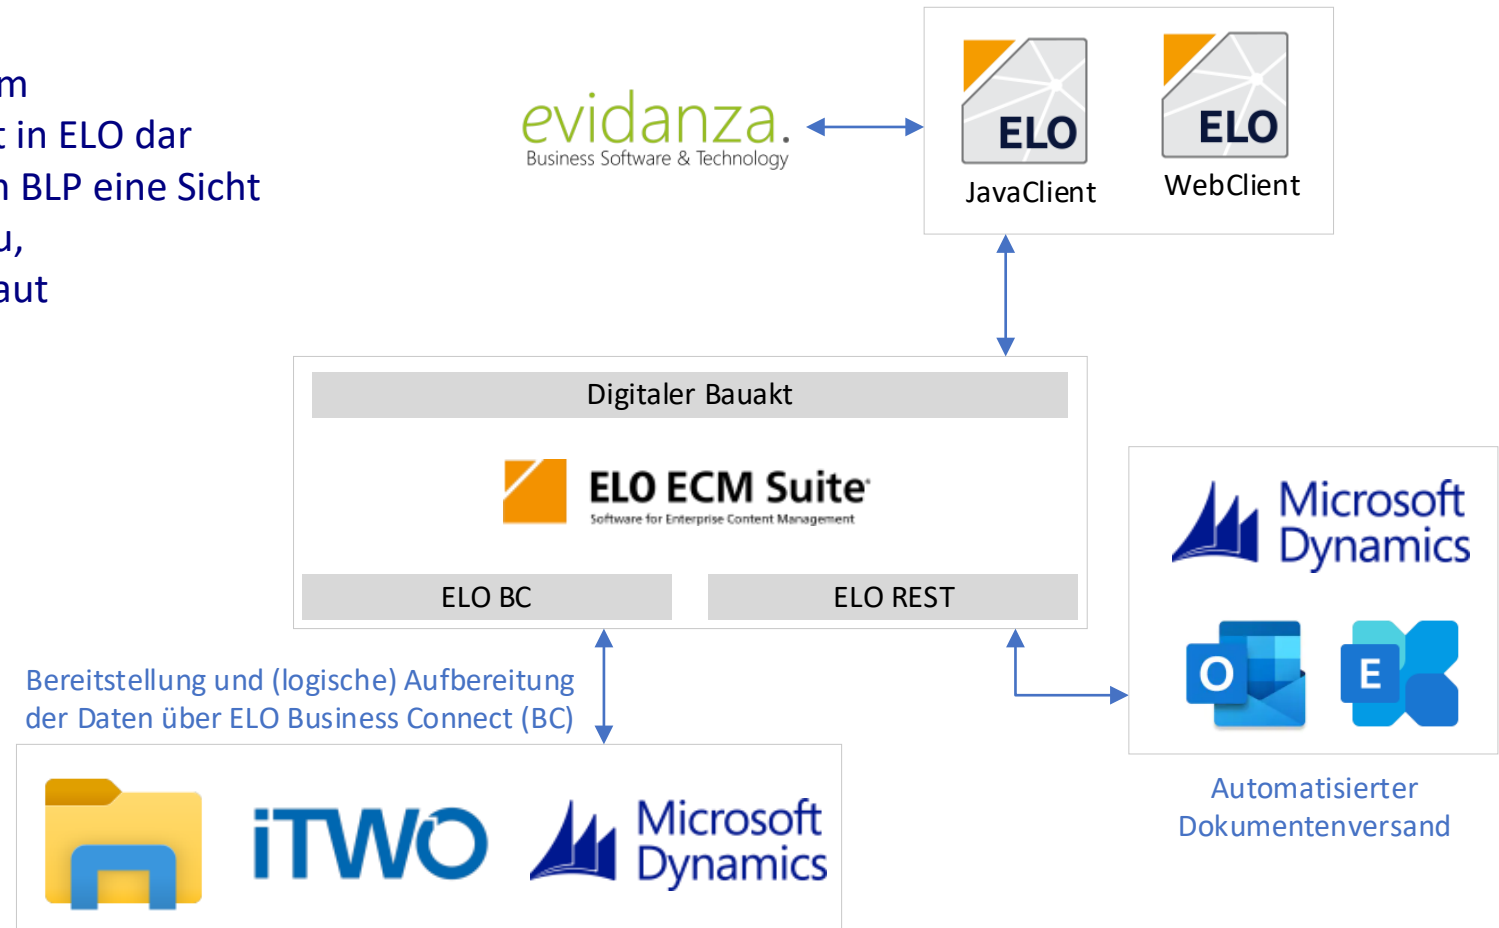 m
t in ELO dar
n BLP eine Sicht
u,
aut
evidanza.
Business Software & Technology
ELO
JavaClient
ELO
WebClient
Digitaler Bauakt
ELO ECM Suite
Software for Enterprise Content Management
ELO BC
ELO REST
Microsoft
Dynamics
O
E
Automatisierter
Dokumentenversand
Bereitstellung und (logische) Aufbereitung
der Daten über ELO Business Connect (BC)
iTWO
Microsoft
Dynamics